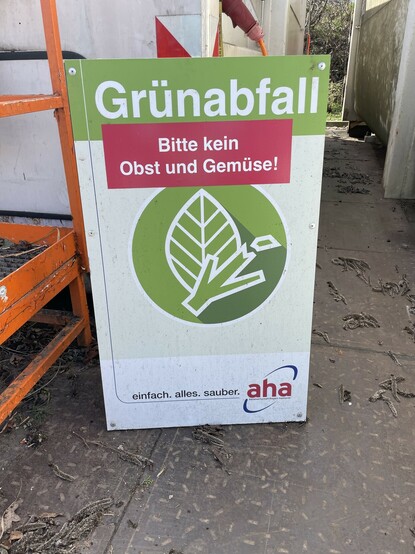 Grünabfall
Bitte kein
Obst und Gemüse!
einfach. alles. sauber.
aha